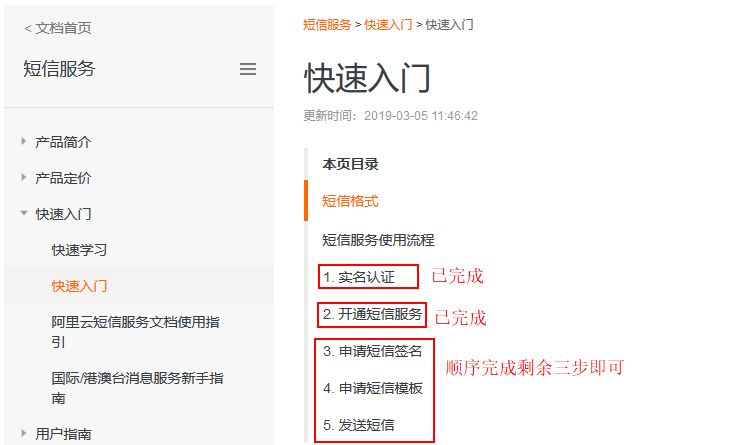 < 文档首页
短信服务
产品简介
产品定价
快速入门
快速学习
快速入门
阿里云短信服务文档使用指
引
国际/港澳台消息服务新手指
南
用户指南
短信服务 > 快速入门 > 快速入门
快速入门
更新时间：2019-03-05 11:46:42
本页目录
短信格式
短信服务使用流程
1. 实名认证 已完成
2. 开通短信服务 已完成
3. 申请短信签名
顺序完成剩余三步即可
4. 申请短信模板
5. 发送短信